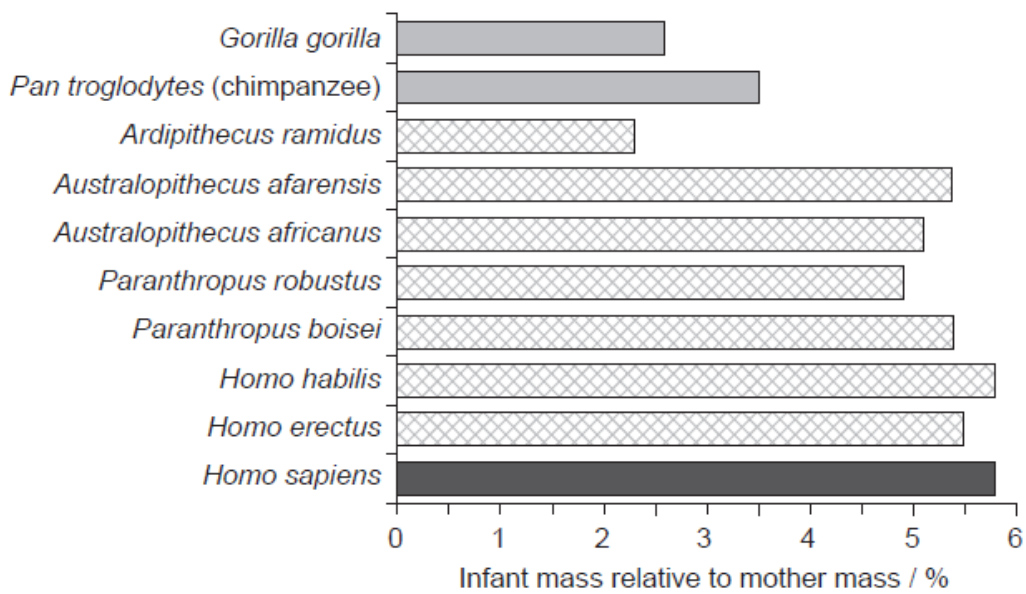 Gorilla gorilla
Pan troglodytes (chimpanzee)
Ardipithecus ramidus
Australopithecus afarensis
Australopithecus africanus
Paranthropus robustus
Paranthropus boisei
Homo habilis
Homo erectus
Homo sapiens
0 1 2 3 4 5 6
Infant mass relative to mother mass / %